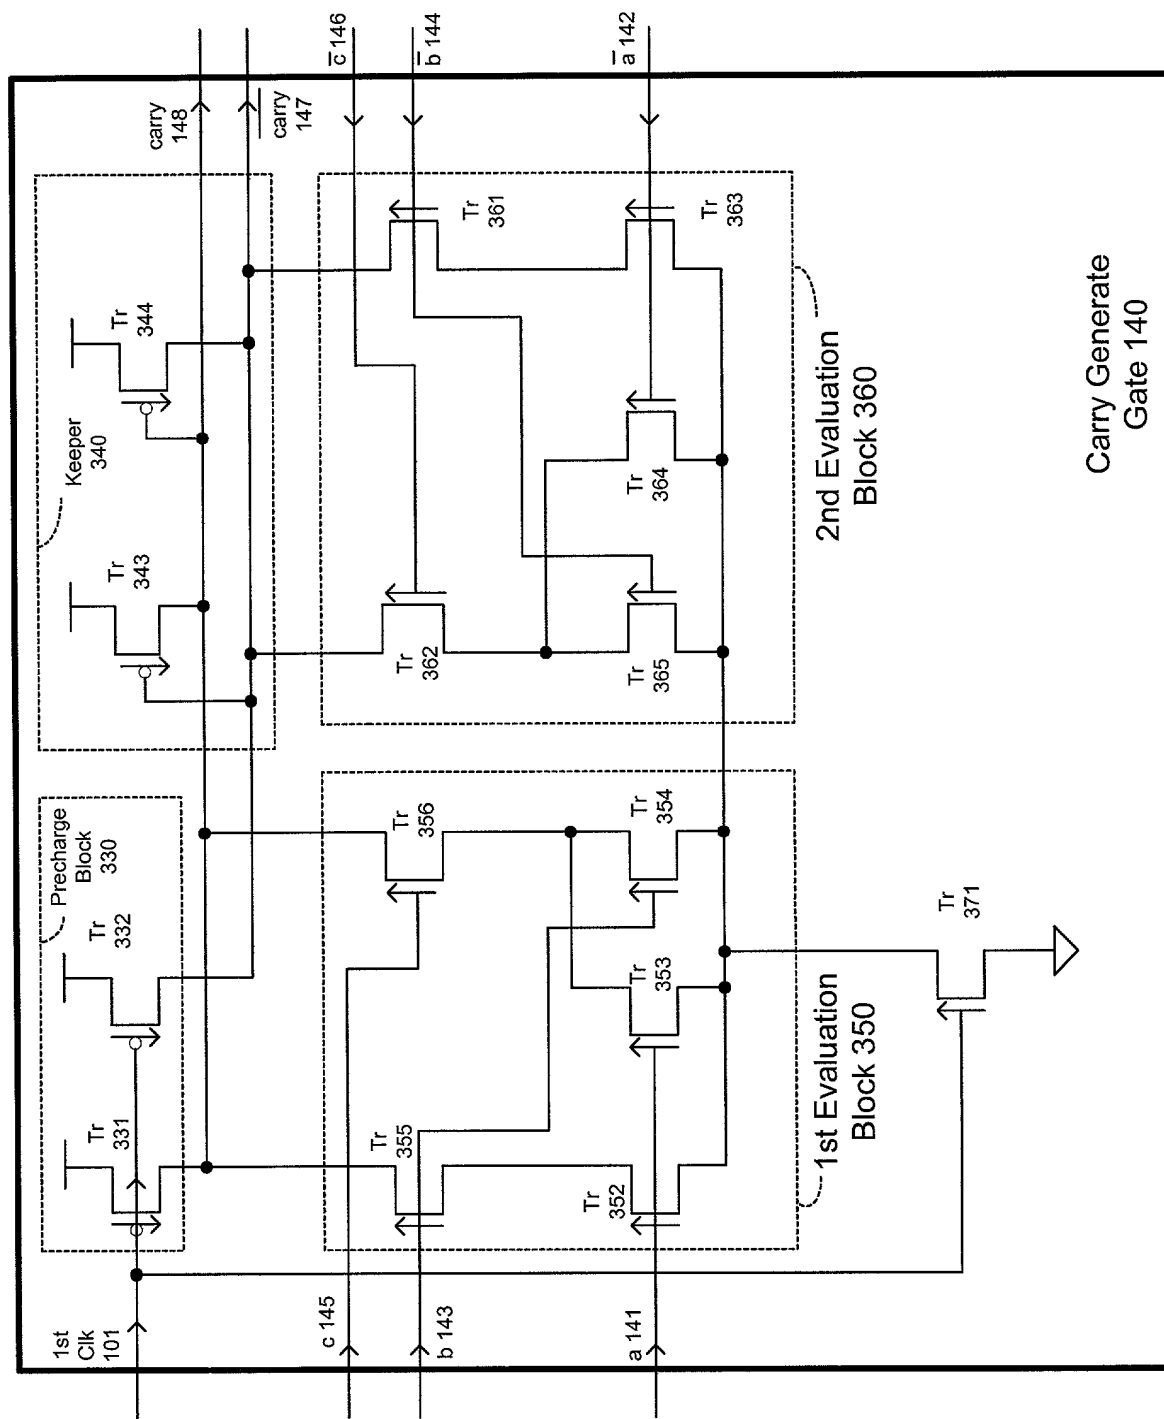 1st
Clk
101
Precharge
Block
330
Tr
331
Tr
332
Keeper
340
Tr
343
Tr
344
carry
148
c̅a̅r̅r̅y̅
147
c 145
b 143
a 141
Tr
355
Tr
356
Tr
352
Tr
353
Tr
354
1st Evaluation
Block 350
c̅ 146
b̅ 144
a̅ 142
Tr
362
Tr
361
Tr
365
Tr
364
Tr
363
2nd Evaluation
Block 360
Tr
371
Carry Generate
Gate 140